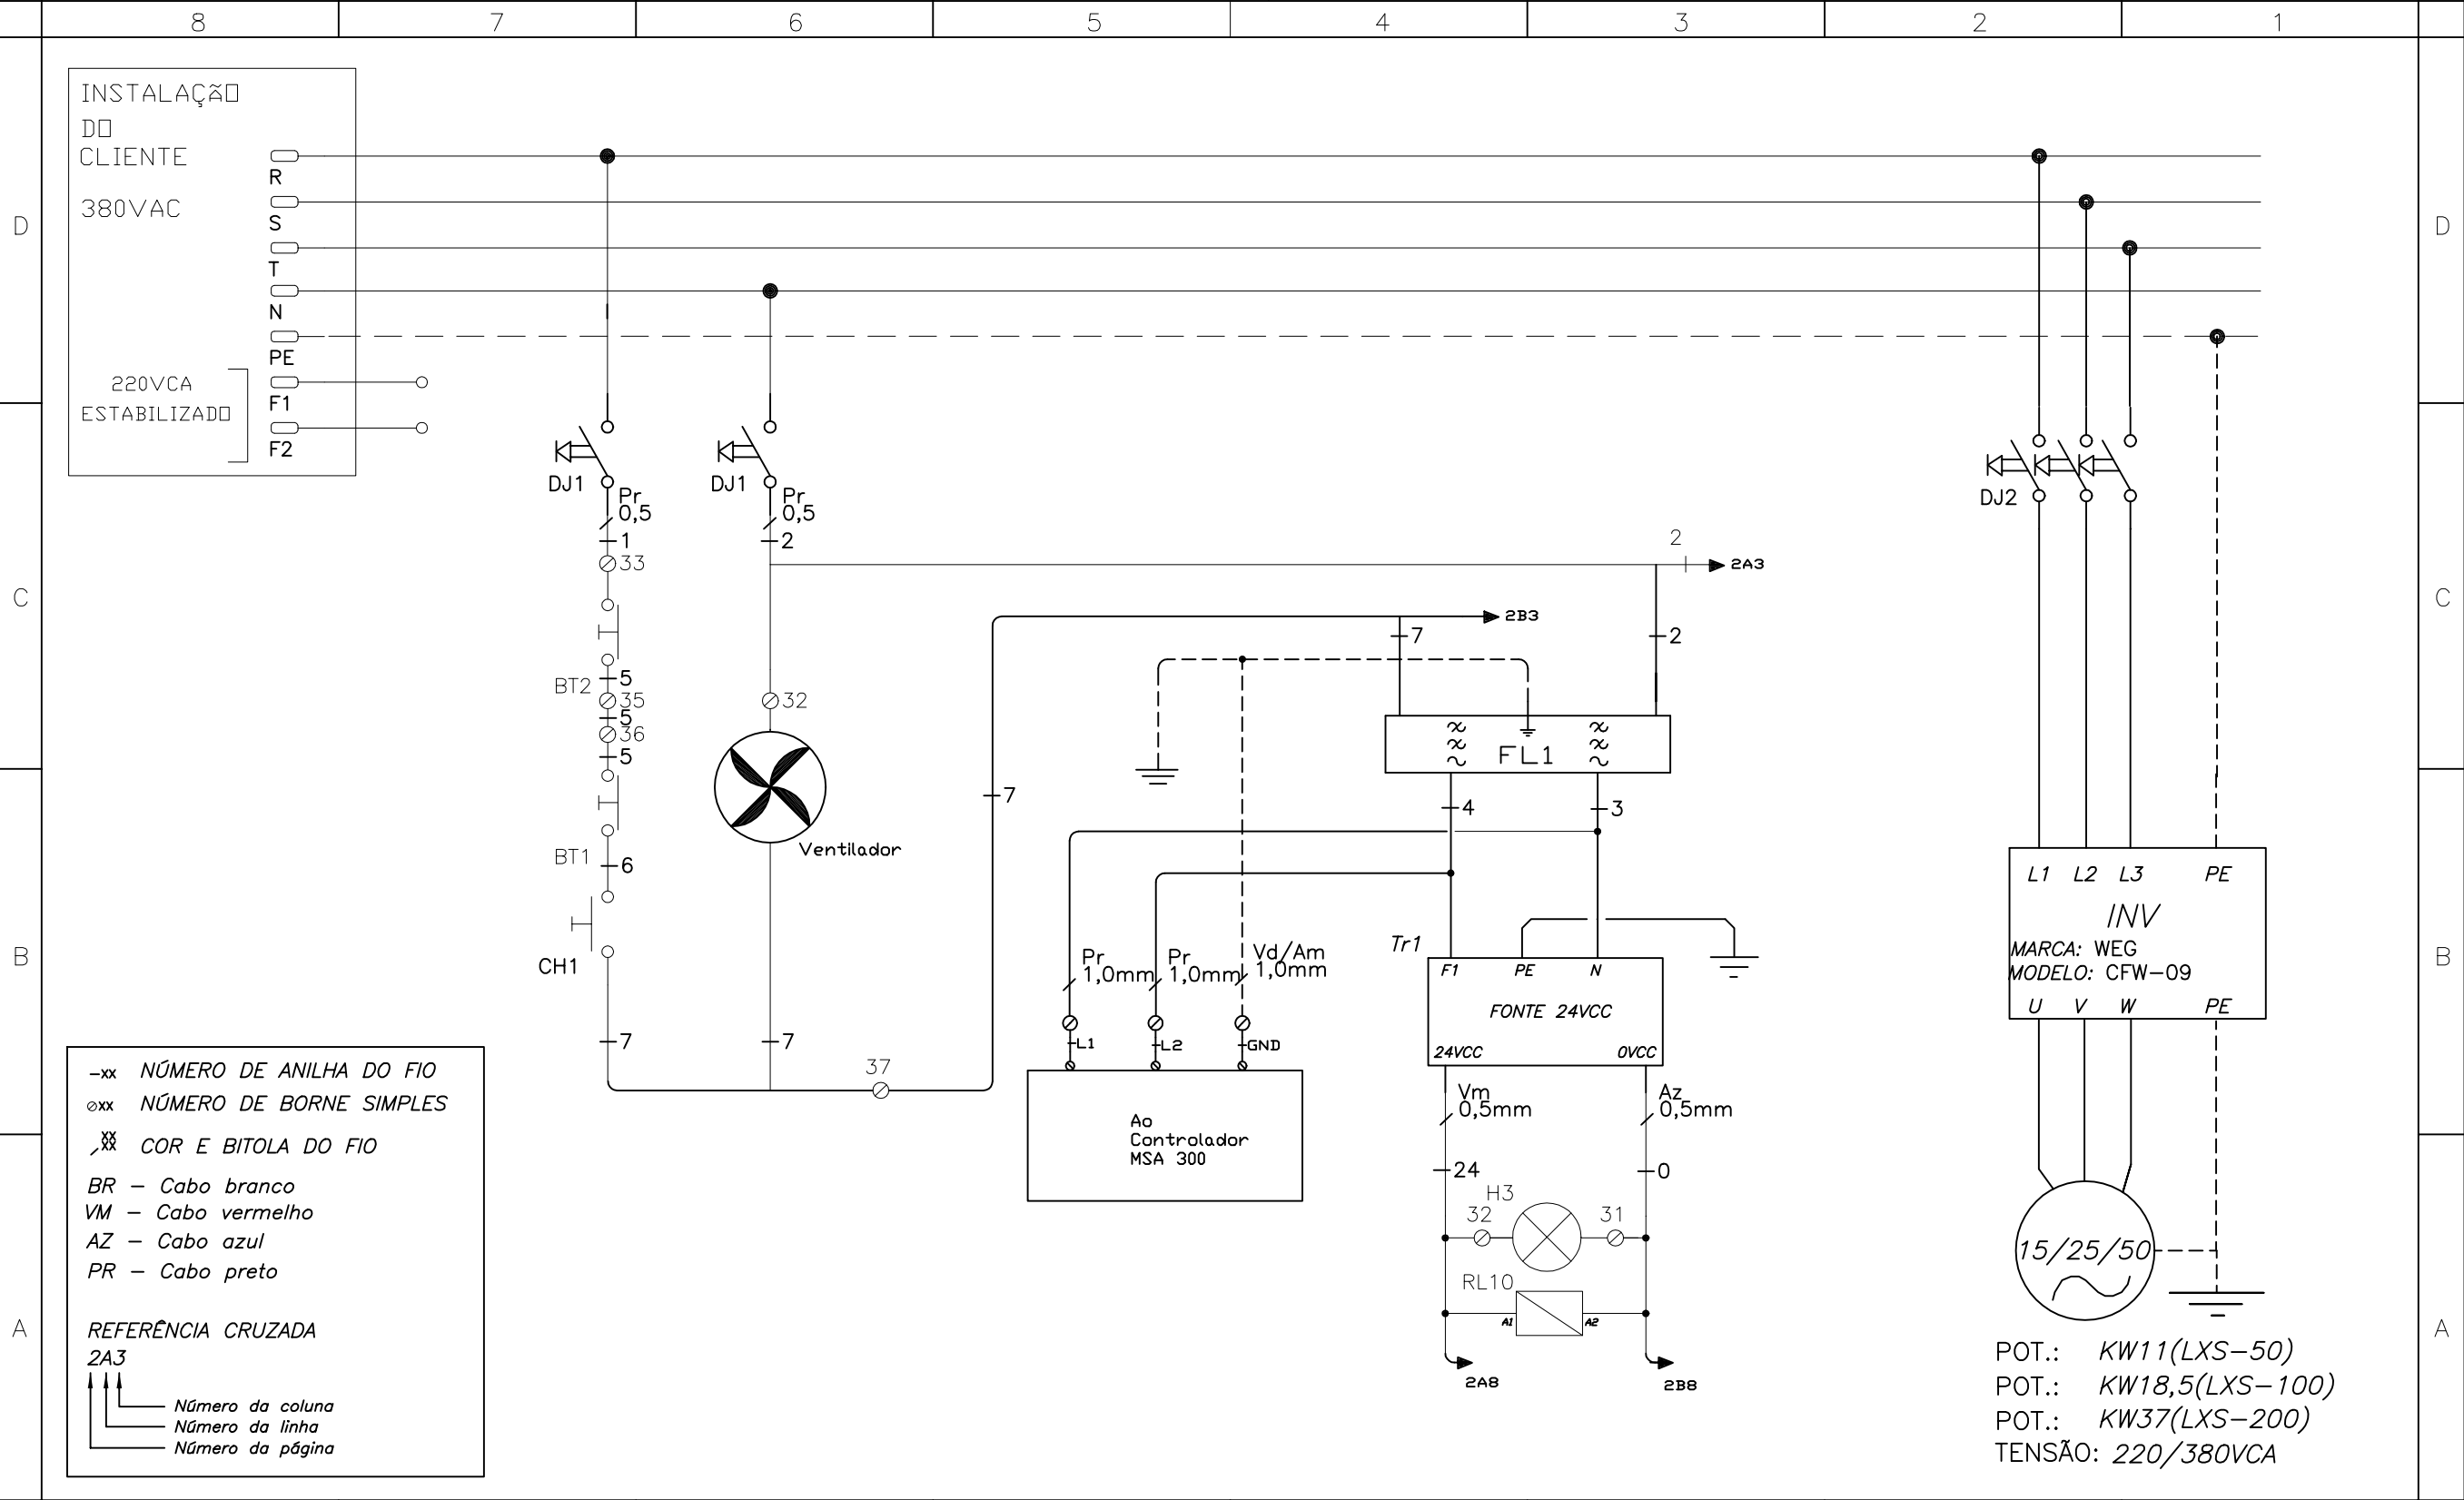 8 7 6 5 4 3 2 1
INSTALAÇÃO
DO
CLIENTE
R
380VAC
S
T
N
PE
220VCA
F1
ESTABILIZADO
F2
D D
C C
B B
A A
DJ1
Pr
0,5
1
33
BT2
5
35
5
36
5
BT1
6
CH1
7
DJ1
Pr
0,5
2
32
Ventilador
7
37
7
2
2A3
2B3
7
2
FL1
4
3
Pr
1,0mm
Pr
1,0mm
Vd/Am
1,0mm
L1
L2
GND
Ao
Controlador
MSA 300
Tr1
F1 PE N
FONTE 24VCC
24VCC 0VCC
Vm
0,5mm
Az
0,5mm
24
0
H3
32
31
RL10
A1 A2
2A8
2B8
DJ2
L1 L2 L3 PE
INV
MARCA: WEG
MODELO: CFW-09
U V W PE
15/25/50
POT.: KW11(LXS-50)
POT.: KW18,5(LXS-100)
POT.: KW37(LXS-200)
TENSÃO: 220/380VCA
-xx NÚMERO DE ANILHA DO FIO
xx NÚMERO DE BORNE SIMPLES
xx
xx COR E BITOLA DO FIO
BR - Cabo branco
VM - Cabo vermelho
AZ - Cabo azul
PR - Cabo preto
REFERÊNCIA CRUZADA
2A3
Número da coluna
Número da linha
Número da página